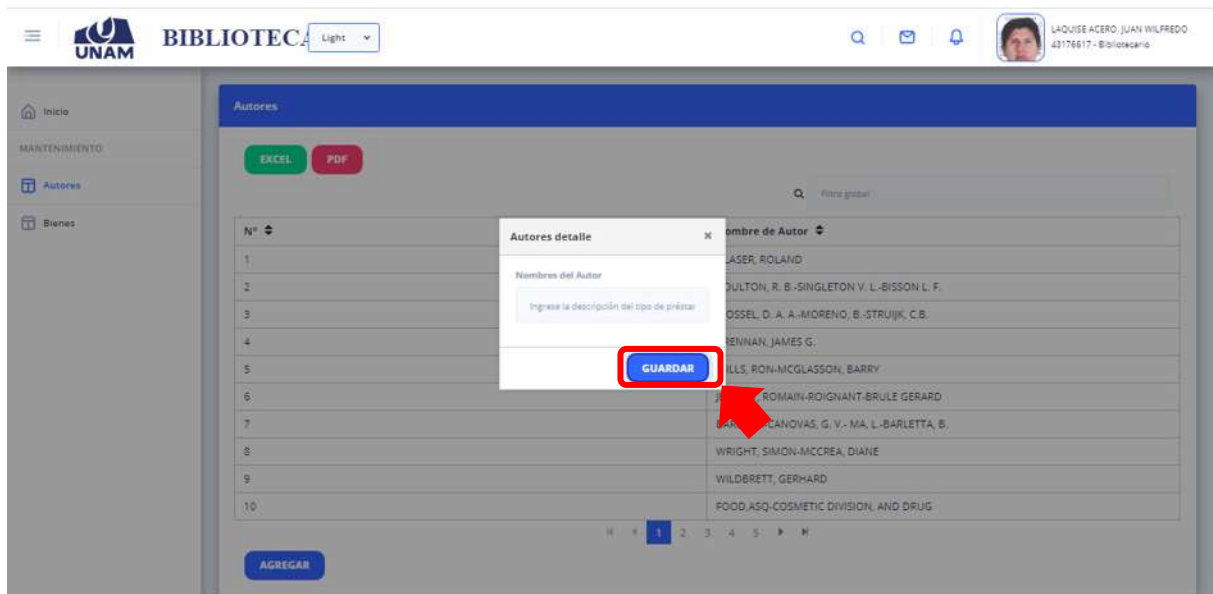 UNAM
BIBLIOTECA
Light
LAQUISE ACERO, JUAN WILFREDO
43176617 - Bibliotecario
Inicio
MANTENIMIENTO
Autores
Bienes
Autores
EXCEL PDF
Filtro global
N° ombre de Autor
1 LASER, ROLAND
2 OULTON, R. B.-SINGLETON V. L.-BISSON L. F.
3 OSSEL, D. A. A.-MORENO, B.-STRUIJK, C.B.
4 RENNAN, JAMES G.
5 ILLS, RON-MCGLASSON, BARRY
6 ROMAIN-ROIGNANT-BRULE GERARD
7 CANOVAS, G. V.- MA, L.-BARLETTA, B.
8 WRIGHT, SIMON-MCCREA, DIANE
9 WILDBRETT, GERHARD
10 FOOD,ASQ-COSMETIC DIVISION, AND DRUG
Autores detalle
Nombres del Autor
Ingrese la descripción del tipo de préstar
GUARDAR
1 2 3 4 5
AGREGAR